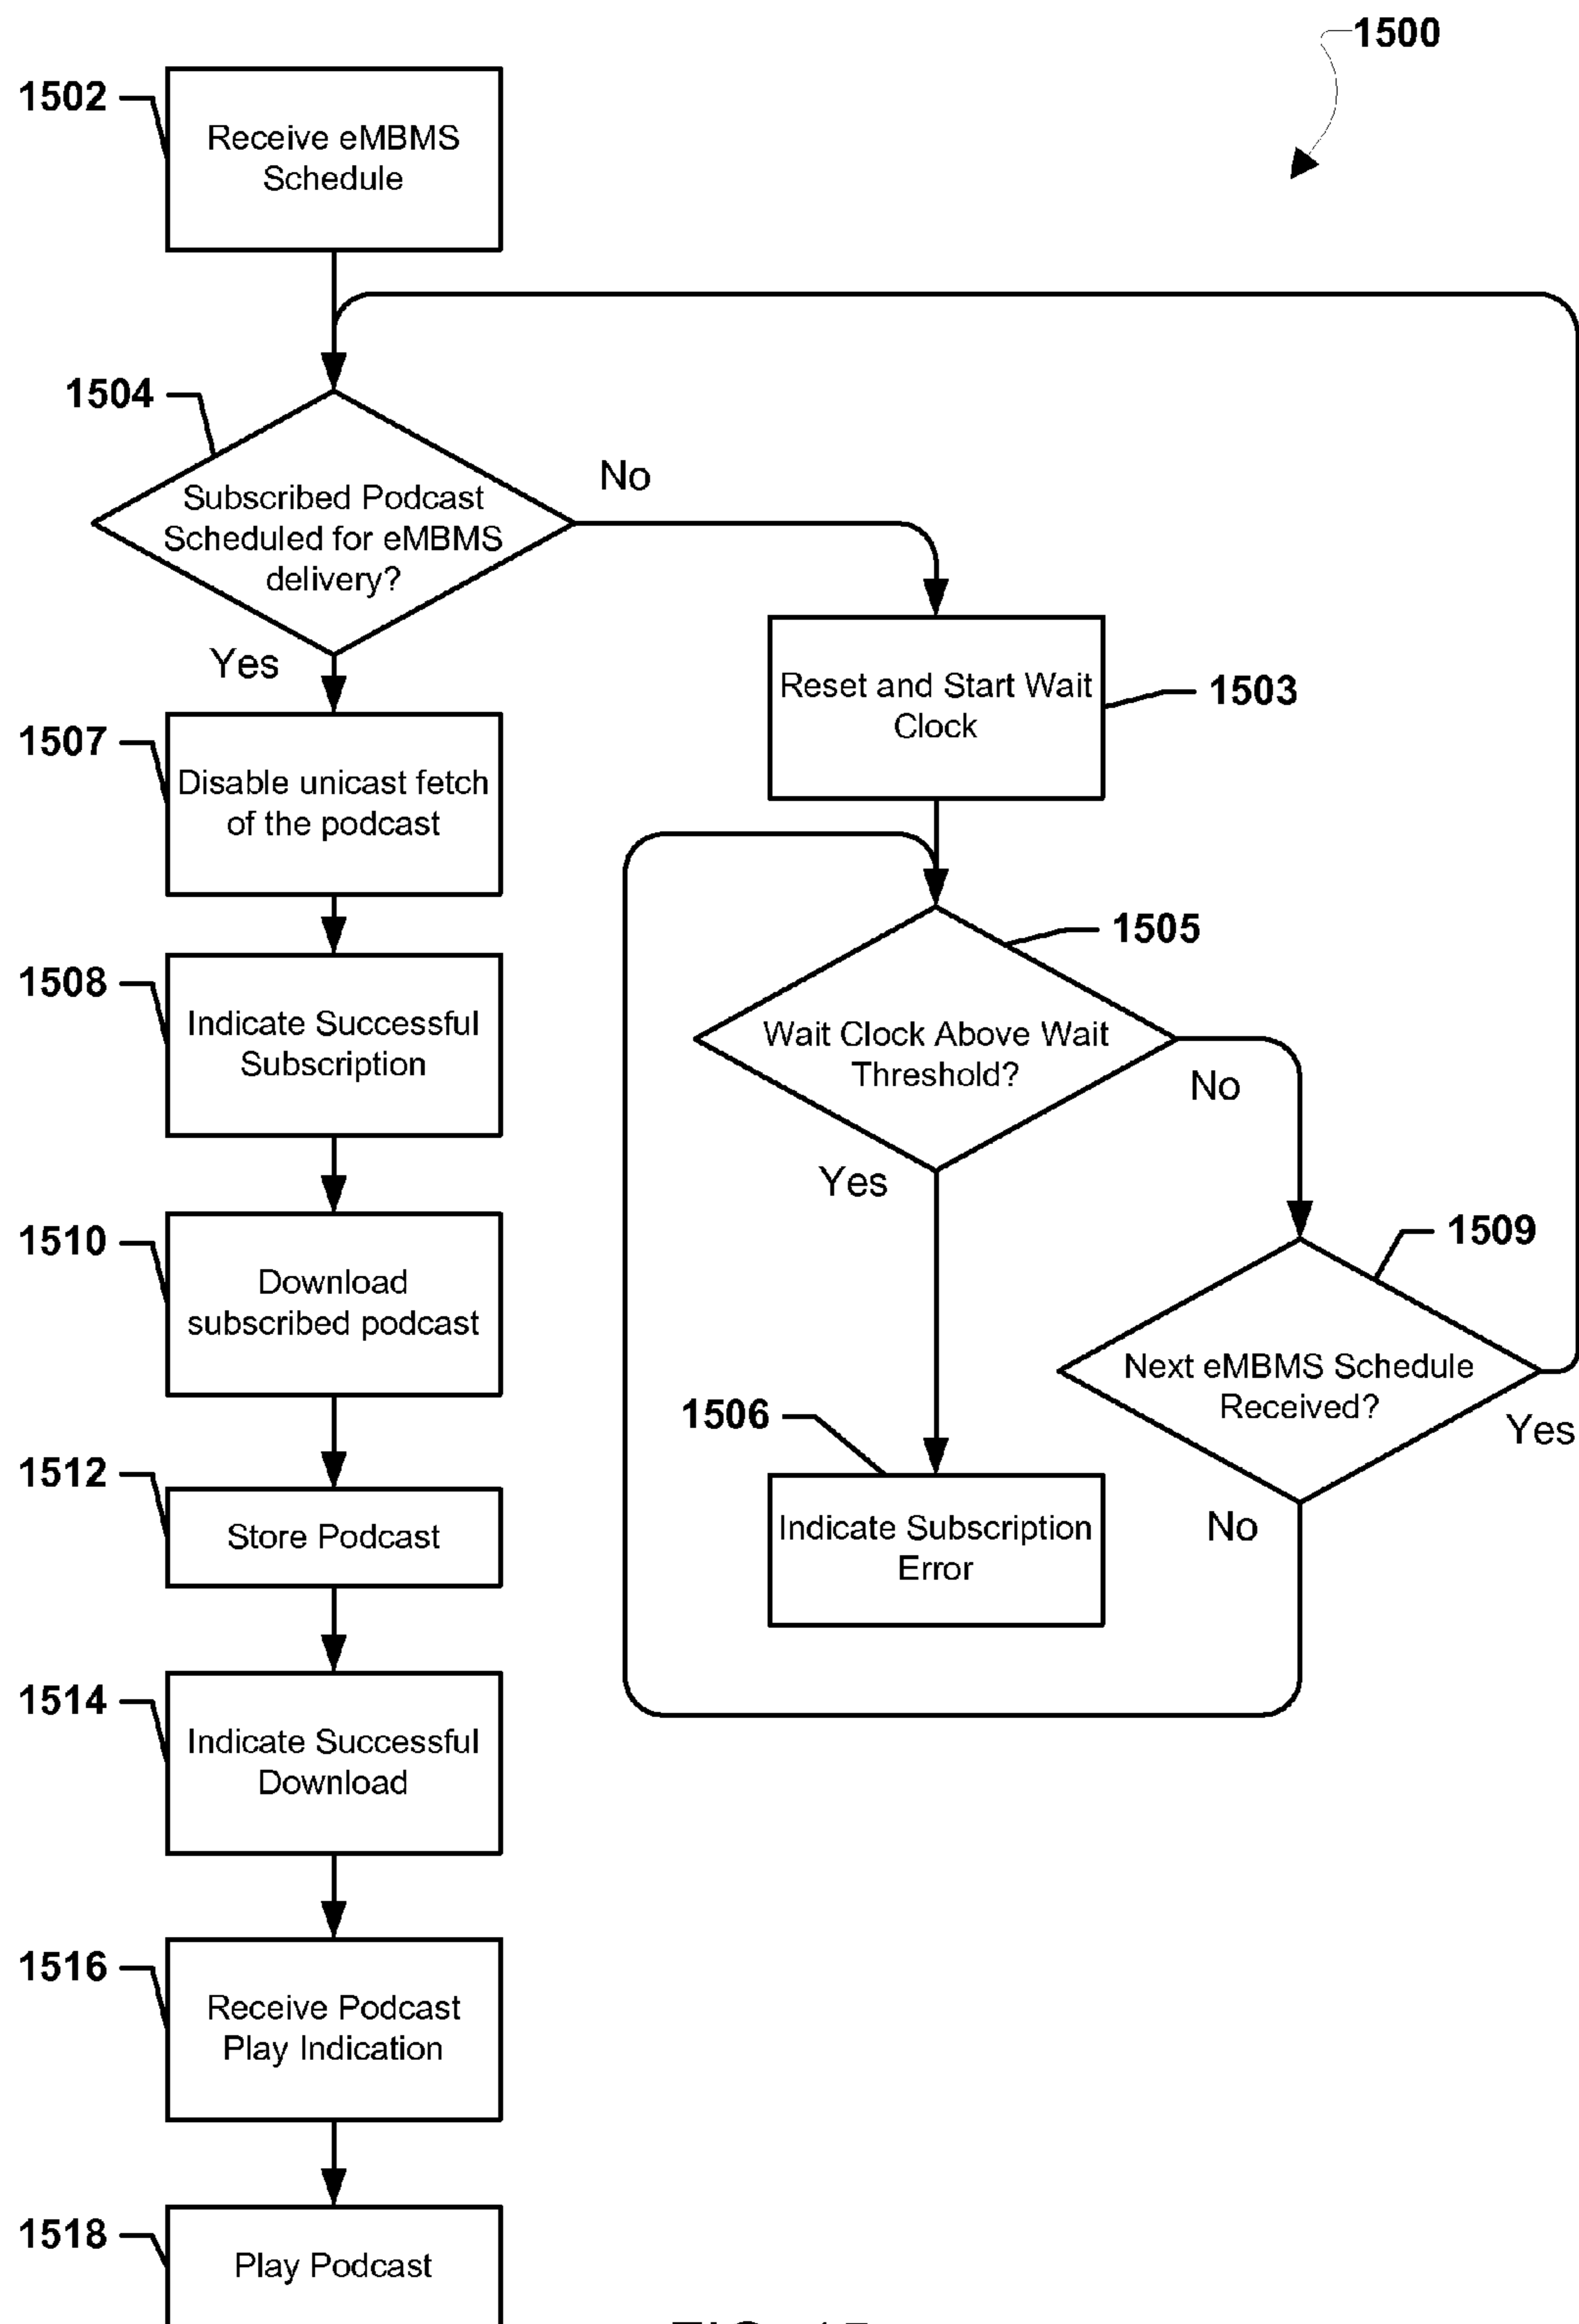 1500
1502
Receive eMBMS
Schedule
1504
Subscribed Podcast
Scheduled for eMBMS
delivery?
No
Yes
Reset and Start Wait
Clock
1503
1507
Disable unicast fetch
of the podcast
1505
Wait Clock Above Wait
Threshold?
No
Yes
1508
Indicate Successful
Subscription
1510
Download
subscribed podcast
1509
Next eMBMS Schedule
Received?
Yes
No
1506
Indicate Subscription
Error
1512
Store Podcast
1514
Indicate Successful
Download
1516
Receive Podcast
Play Indication
1518
Play Podcast